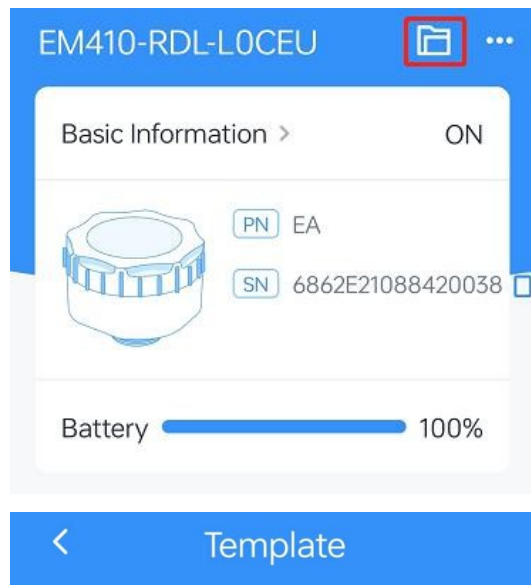 EM410-RDL-L0CEU
Basic Information >
ON
PN EA
SN 6862E21088420038
Battery 100%
Template